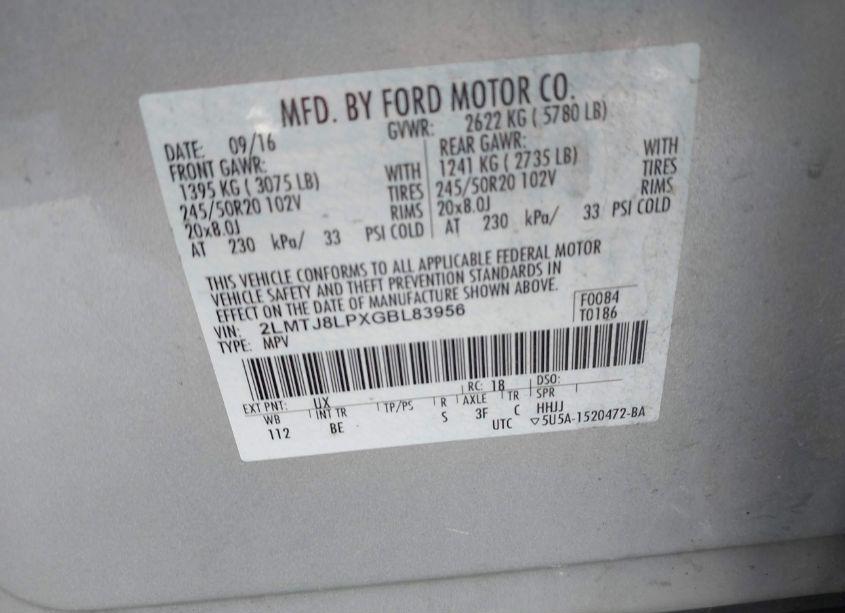 MFD. BY FORD MOTOR CO.
DATE: 09/16 GVWR: 2622 KG ( 5780 LB)
FRONT GAWR: REAR GAWR:
1395 KG ( 3075 LB) WITH 1241 KG ( 2735 LB) WITH
245/50R20 102V TIRES 245/50R20 102V TIRES
20x8.0J RIMS 20x8.0J RIMS
AT 230 kPa/ 33 PSI COLD AT 230 kPa/ 33 PSI COLD
THIS VEHICLE CONFORMS TO ALL APPLICABLE FEDERAL MOTOR
VEHICLE SAFETY AND THEFT PREVENTION STANDARDS IN
EFFECT ON THE DATE OF MANUFACTURE SHOWN ABOVE.
VIN: 2LMTJ8LPXGBL83956 F0084
TYPE: MPV T0186
EXT PNT: UX RC: 18 DSO:
WB INT TR TP/PS R AXLE TR SPR
112 BE S 3F C HHJJ
UTC ▽5U5A-1520472-BA